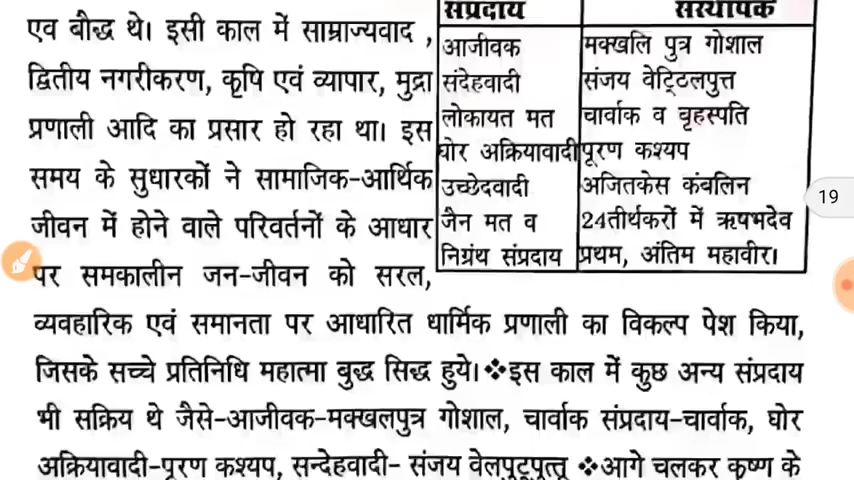 संप्रदाय संस्थापक
एवं बौद्ध थे। इसी काल में साम्राज्यवाद ,
द्वितीय नगरीकरण, कृषि एवं व्यापार, मुद्रा
प्रणाली आदि का प्रसार हो रहा था। इस
समय के सुधारकों ने सामाजिक-आर्थिक
जीवन में होने वाले परिवर्तनों के आधार
पर समकालीन जन-जीवन को सरल,
आजीवक मक्खलि पुत्र गोशाल
संदेहवादी संजय वेट्ठिलपुत्त
लोकायत मत चार्वाक व वृहस्पति
घोर अक्रियावादी पूरण कश्यप
उच्छेदवादी अजितकेस कंबलिन
जैन मत व 24तीर्थकरों में ऋषभदेव
निग्रंथ संप्रदाय प्रथम, अंतिम महावीर।
19
व्यवहारिक एवं समानता पर आधारित धार्मिक प्रणाली का विकल्प पेश किया,
जिसके सच्चे प्रतिनिधि महात्मा बुद्ध सिद्ध हुये। ❖इस काल में कुछ अन्य संप्रदाय
भी सक्रिय थे जैसे-आजीवक-मक्खलपुत्र गोशाल, चार्वाक संप्रदाय-चार्वाक, घोर
अक्रियावादी-पूरण कश्यप, सन्देहवादी- संजय वेलपुट्पुत्तू ❖आगे चलकर कृष्ण के